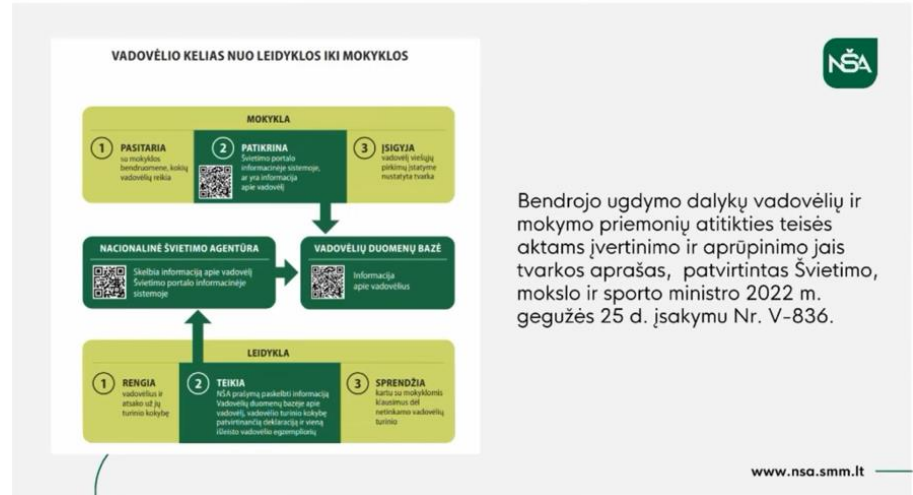 VADOVĖLIO KELIAS NUO LEIDYKLOS IKI MOKYKLOS
NŠA
MOKYKLA
1 PASITARIA
su mokyklos
bendruomene, kokių
vadovėlių reikia
2 PATIKRINA
Švietimo portalo
informacinėje sistemoje,
ar yra informacija
apie vadovėlį
3 ĮSIGYJA
vadovėlį viešųjų
pirkimų įstatyme
nustatyta tvarka
NACIONALINĖ ŠVIETIMO AGENTŪRA
Skelbia informaciją apie vadovėlį
Švietimo portalo informacinėje
sistemoje
VADOVĖLIŲ DUOMENŲ BAZĖ
Informacija
apie vadovėlius
LEIDYKLA
1 RENGIA
vadovėlius ir
atsako už jų
turinio kokybę
2 TEIKIA
NŠA prašymą paskelbti informaciją
Vadovėlių duomenų bazėje apie
vadovėlį, vadovėlio turinio kokybę
patvirtinančią deklaraciją ir vieną
išleisto vadovėlio egzempliorių
3 SPRENDŽIA
kartu su mokyklomis
klausimus dėl
netinkamo vadovėlių
turinio
Bendrojo ugdymo dalykų vadovėlių ir
mokymo priemonių atitikties teisės
aktams įvertinimo ir aprūpinimo jais
tvarkos aprašas, patvirtintas Švietimo,
mokslo ir sporto ministro 2022 m.
gegužės 25 d. įsakymu Nr. V-836.
www.nsa.smm.lt